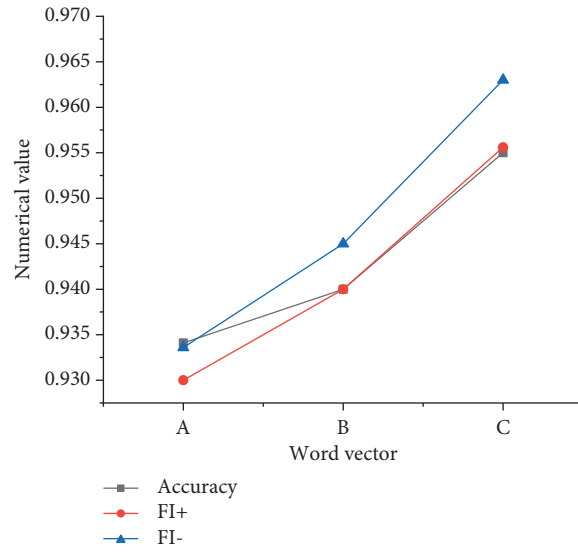 0.970
0.965
0.960
0.955
0.950
0.945
0.940
0.935
0.930
Numerical value
A
B
C
Word vector
Accuracy
FI+
FI-